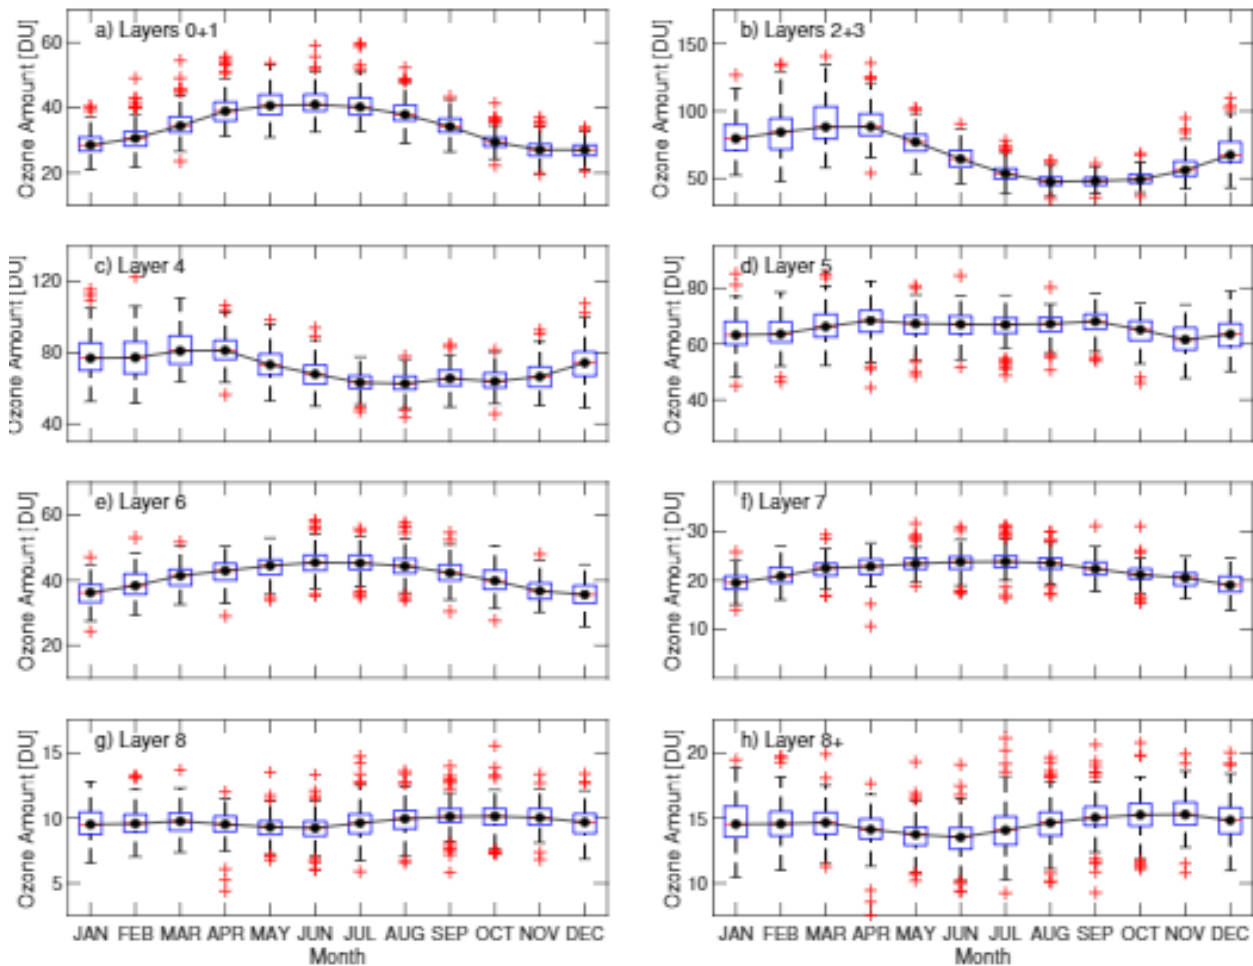 a) Layers 0+1
Ozone Amount [DU]
60
40
20
b) Layers 2+3
Ozone Amount [DU]
150
100
50
c) Layer 4
Ozone Amount [DU]
120
80
40
d) Layer 5
Ozone Amount [DU]
80
60
40
e) Layer 6
Ozone Amount [DU]
60
40
20
f) Layer 7
Ozone Amount [DU]
30
20
10
g) Layer 8
Ozone Amount [DU]
15
10
5
JAN FEB MAR APR MAY JUN JUL AUG SEP OCT NOV DEC
Month
h) Layer 8+
Ozone Amount [DU]
20
15
10
JAN FEB MAR APR MAY JUN JUL AUG SEP OCT NOV DEC
Month